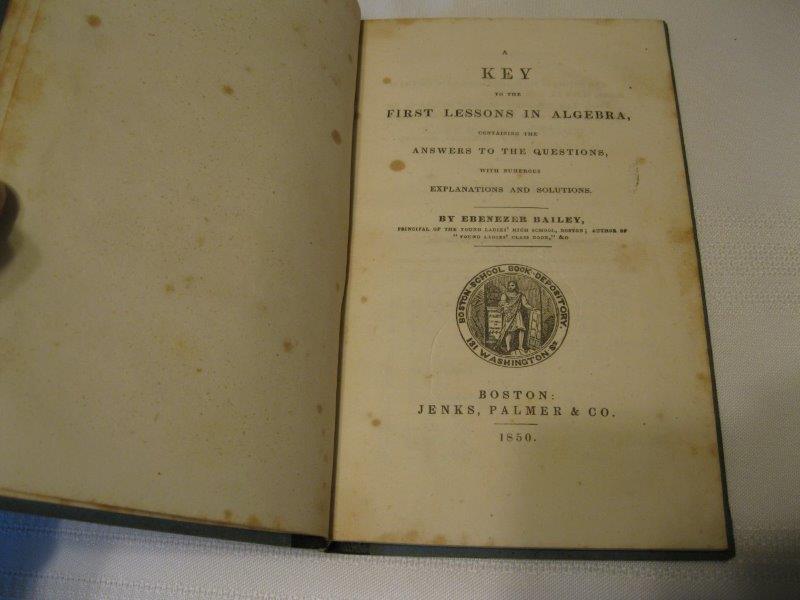 A
KEY
TO THE
FIRST LESSONS IN ALGEBRA,
CONTAINING THE
ANSWERS TO THE QUESTIONS,
WITH NUMEROUS
EXPLANATIONS AND SOLUTIONS.
BY EBENEZER BAILEY,
PRINCIPAL OF THE YOUNG LADIES' HIGH SCHOOL, BOSTON; AUTHOR OF
"YOUNG LADIES' CLASS BOOK," &c
BOSTON SCHOOL BOOK DEPOSITORY.
131 WASHINGTON St
BOSTON:
JENKS, PALMER & CO.
1850.